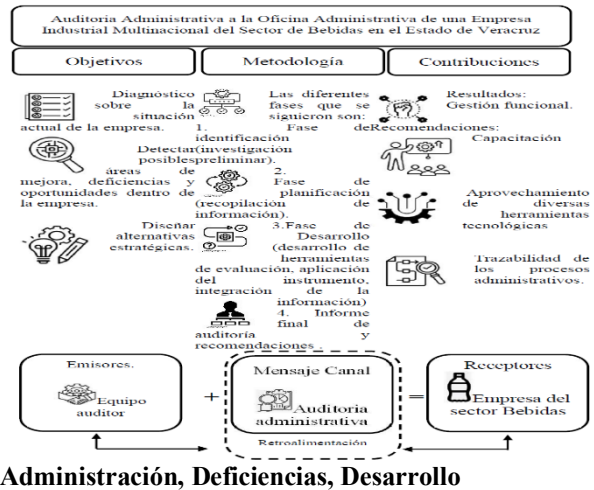 Auditoria Administrativa a la Oficina Administrativa de una Empresa
Industrial Multinacional del Sector de Bebidas en el Estado de Veracruz
Objetivos
Metodología
Contribuciones
Diagnóstico
sobre la
situación
actual de la empresa.
Detectar
posibles
áreas de
mejora, deficiencias y
oportunidades dentro de
la empresa.
Diseñar
alternativas
estratégicas.
Las diferentes
fases que se
siguieron son:
1. Fase de
identificación
(investigación
preliminar).
2.
Fase de
planificación
(recopilación de
información).
3.Fase de
Desarrollo
(desarrollo de
herramientas
de evaluación, aplicación
del instrumento,
integración de la
información)
4. Informe
final de
auditoría y
recomendaciones .
Resultados:
Gestión funcional.
Recomendaciones:
Capacitación
Aprovechamiento
de diversas
herramientas
tecnológicas
Trazabilidad de
los procesos
administrativos.
Emisores.
Equipo
auditor
+
Mensaje Canal
Auditoria
administrativa
Retroalimentación
=
Receptores
Empresa del
sector Bebidas
Administración, Deficiencias, Desarrollo